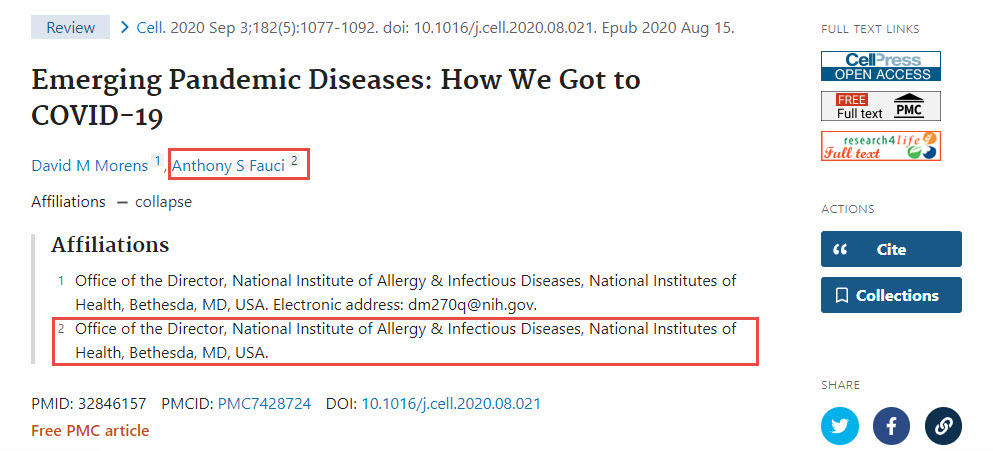 Review > Cell. 2020 Sep 3;182(5):1077-1092. doi: 10.1016/j.cell.2020.08.021. Epub 2020 Aug 15.
Emerging Pandemic Diseases: How We Got to
COVID-19
David M Morens 1, Anthony S Fauci 2
Affiliations — collapse
Affiliations
1 Office of the Director, National Institute of Allergy & Infectious Diseases, National Institutes of
Health, Bethesda, MD, USA. Electronic address: dm270q@nih.gov.
2 Office of the Director, National Institute of Allergy & Infectious Diseases, National Institutes of
Health, Bethesda, MD, USA.
PMID: 32846157 PMCID: PMC7428724 DOI: 10.1016/j.cell.2020.08.021
Free PMC article
FULL TEXT LINKS
CellPress
OPEN ACCESS
FREE
Full text PMC
research4life
Full text
ACTIONS
Cite
Collections
SHARE